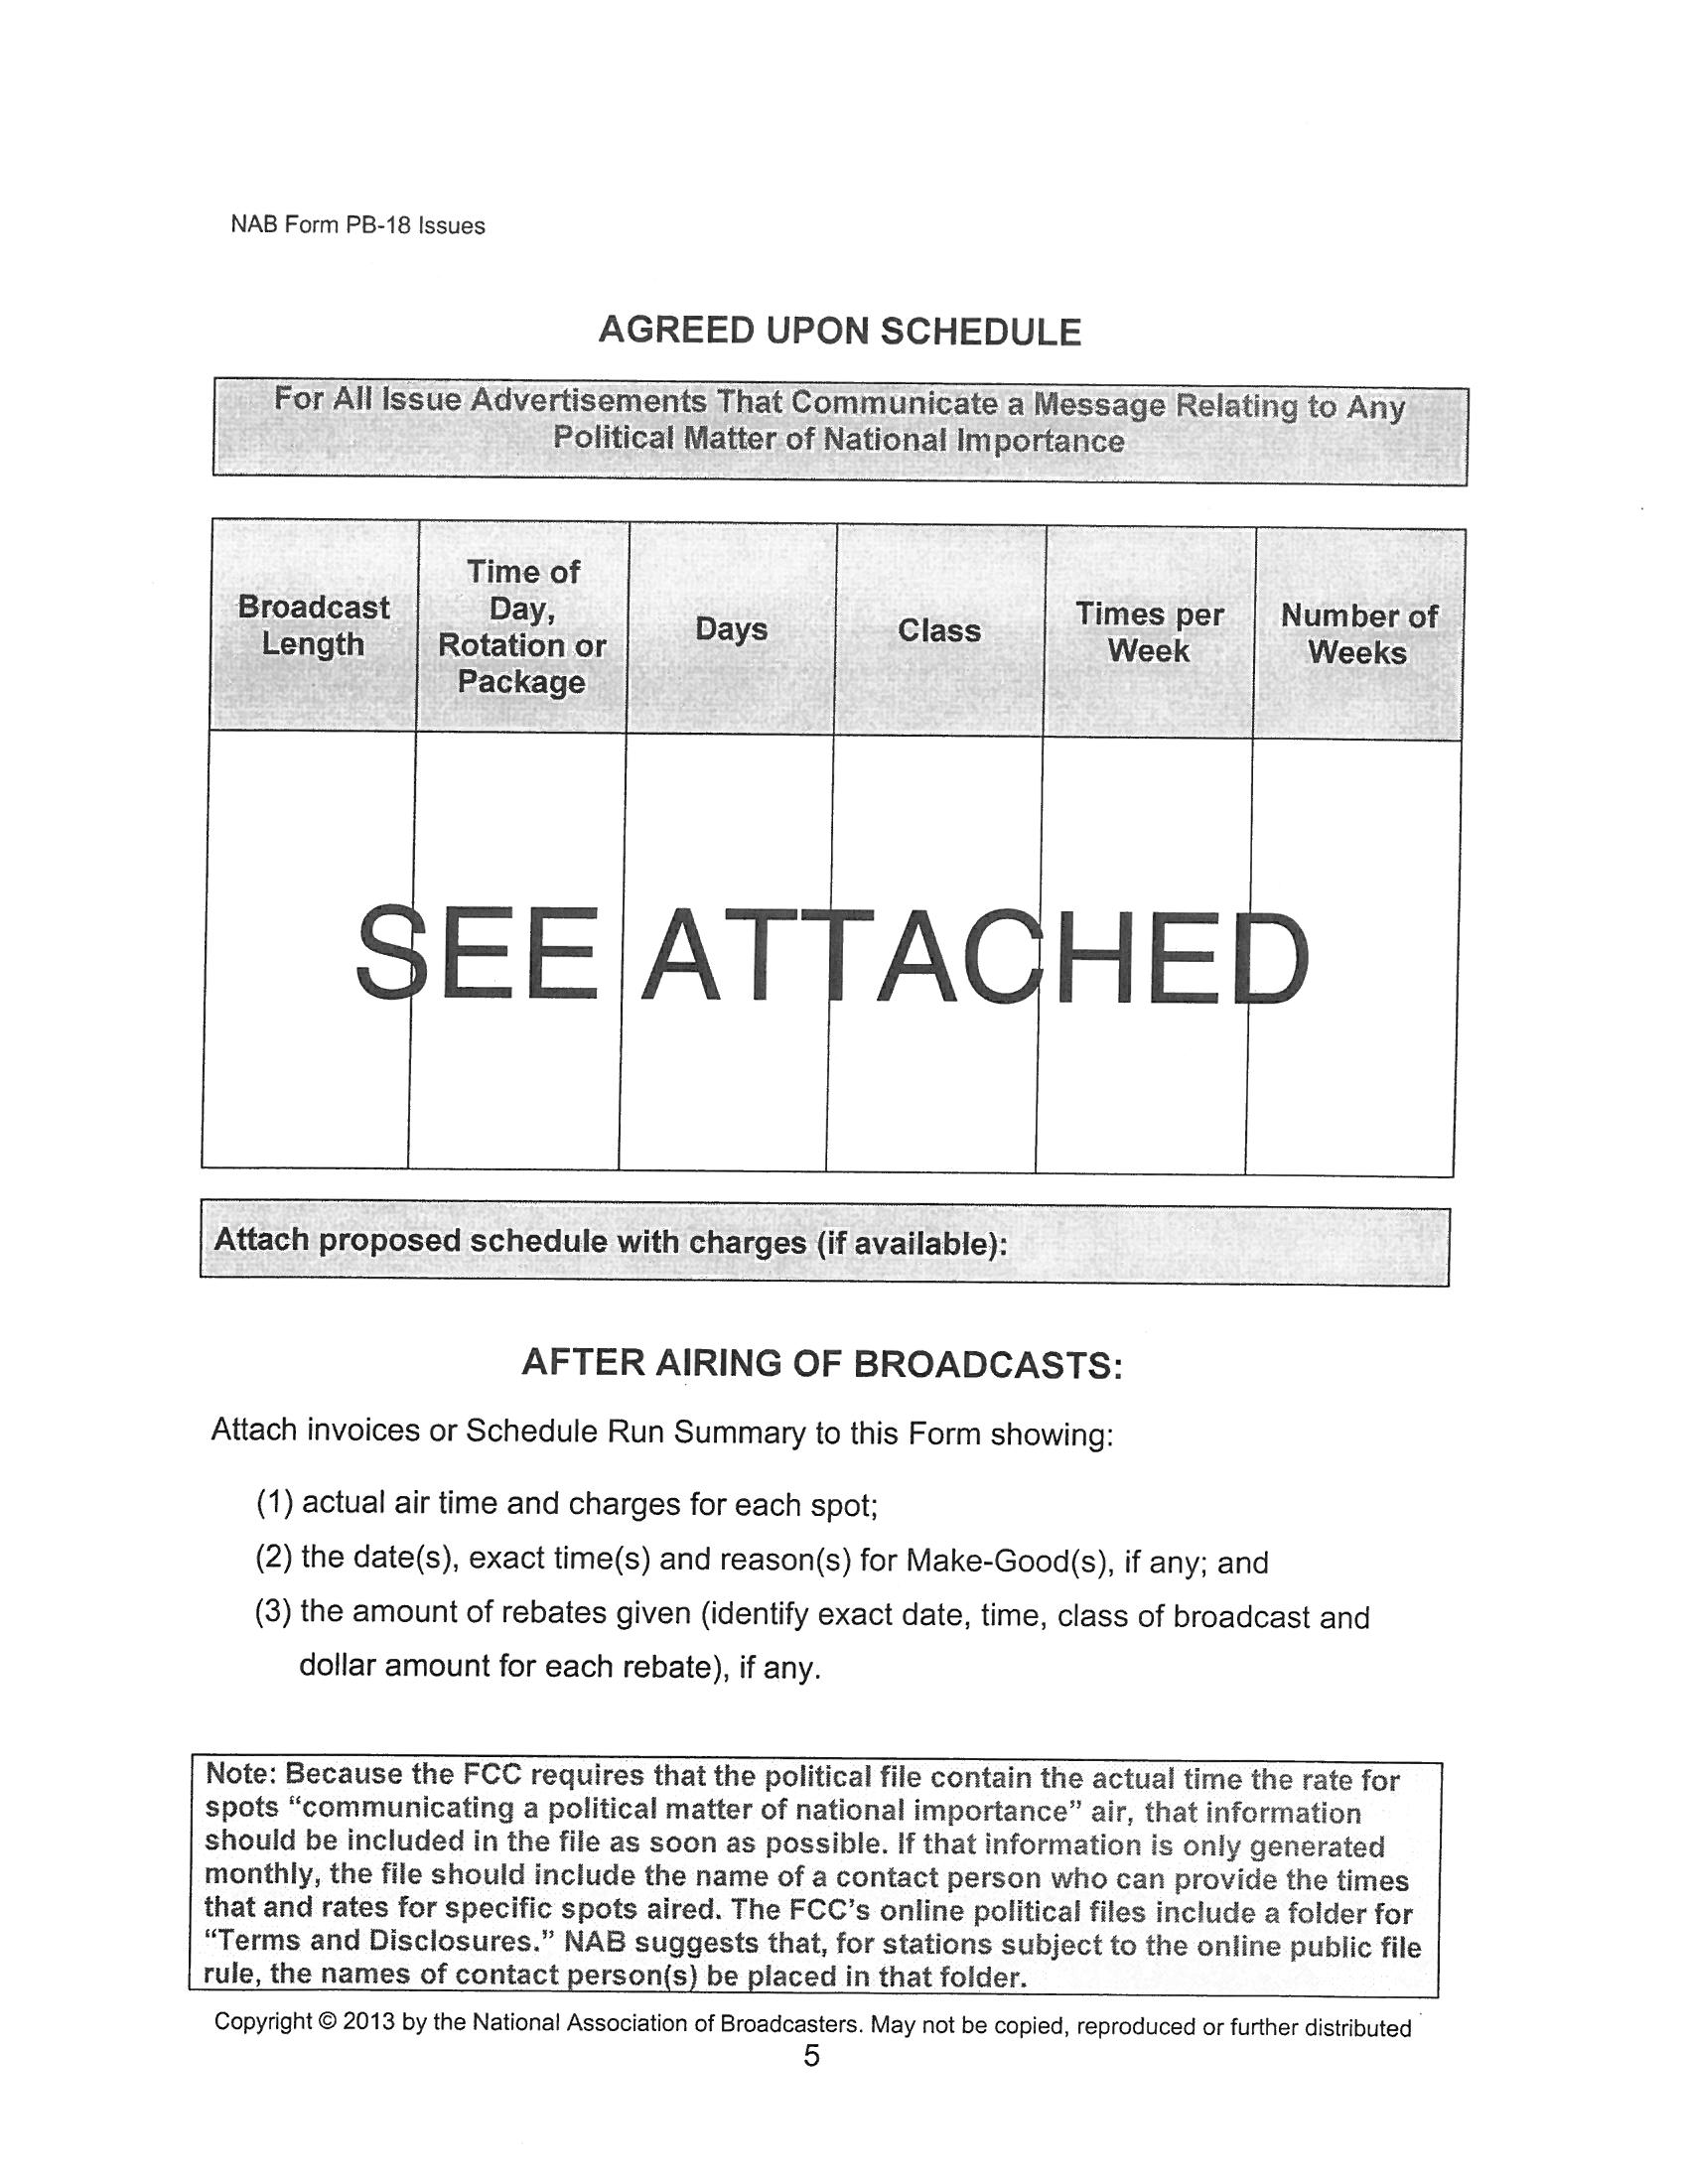 NAB Form PB-18 Issues
AGREED UPON SCHEDULE
For All Issue Advertisements That Communicate a Message Relating to Any
Political Matter of National Importance
Broadcast
Length
Time of
Day,
Rotation or
Package
Days
Class
Times per
Week
Number of
Weeks
SEE ATTACHED
Attach proposed schedule with charges (if available):
AFTER AIRING OF BROADCASTS:
Attach invoices or Schedule Run Summary to this Form showing:
(1) actual air time and charges for each spot;
(2) the date(s), exact time(s) and reason(s) for Make-Good(s), if any; and
(3) the amount of rebates given (identify exact date, time, class of broadcast and
dollar amount for each rebate), if any.
Note: Because the FCC requires that the political file contain the actual time the rate for
spots “communicating a political matter of national importance” air, that information
should be included in the file as soon as possible. If that information is only generated
monthly, the file should include the name of a contact person who can provide the times
that and rates for specific spots aired. The FCC’s online political files include a folder for
“Terms and Disclosures.” NAB suggests that, for stations subject to the online public file
rule, the names of contact person(s) be placed in that folder.
Copyright © 2013 by the National Association of Broadcasters. May not be copied, reproduced or further distributed
5